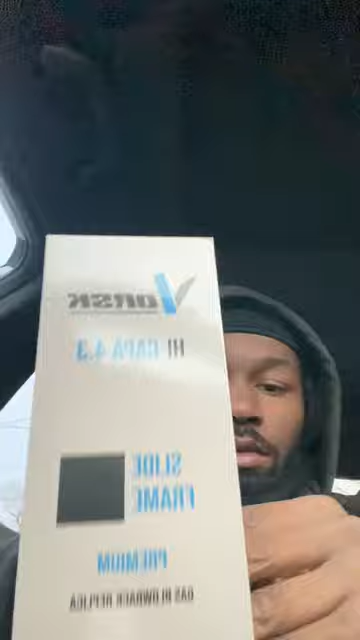 VORSK
HI CAPA 4.3
SLIDE
FRAME
PREMIUM
GAS BLOWBACK REPLICA